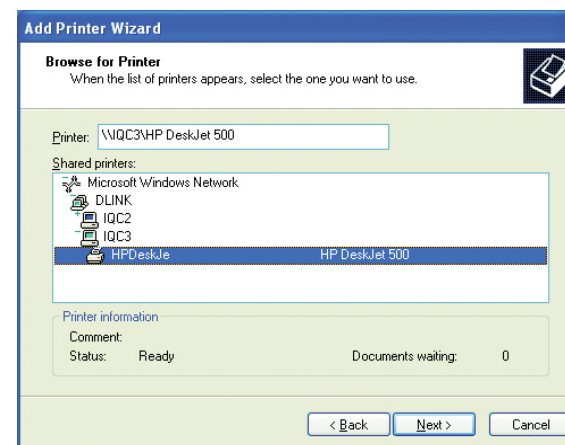 Add Printer Wizard
Browse for Printer
When the list of printers appears, select the one you want to use.
Printer: \\IQC3\HP DeskJet 500
Shared printers:
Microsoft Windows Network
DLINK
IQC2
IQC3
HPDeskJe HP DeskJet 500
Printer information
Comment:
Status: Ready Documents waiting: 0
< Back Next > Cancel